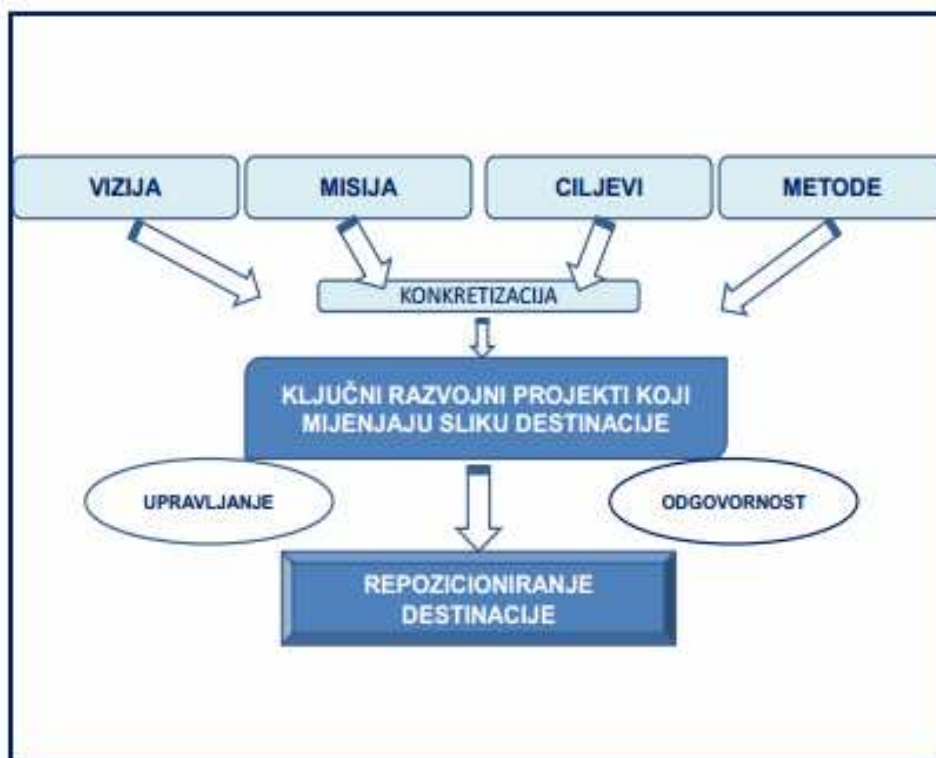 VIZIJA
MISIJA
CILJEVI
METODE
KONKRETIZACIJA
KLJUČNI RAZVOJNI PROJEKTI KOJI
MIJENJAJU SLIKU DESTINACIJE
UPRAVLJANJE
ODGOVORNOST
REPOZICIONIRANJE
DESTINACIJE